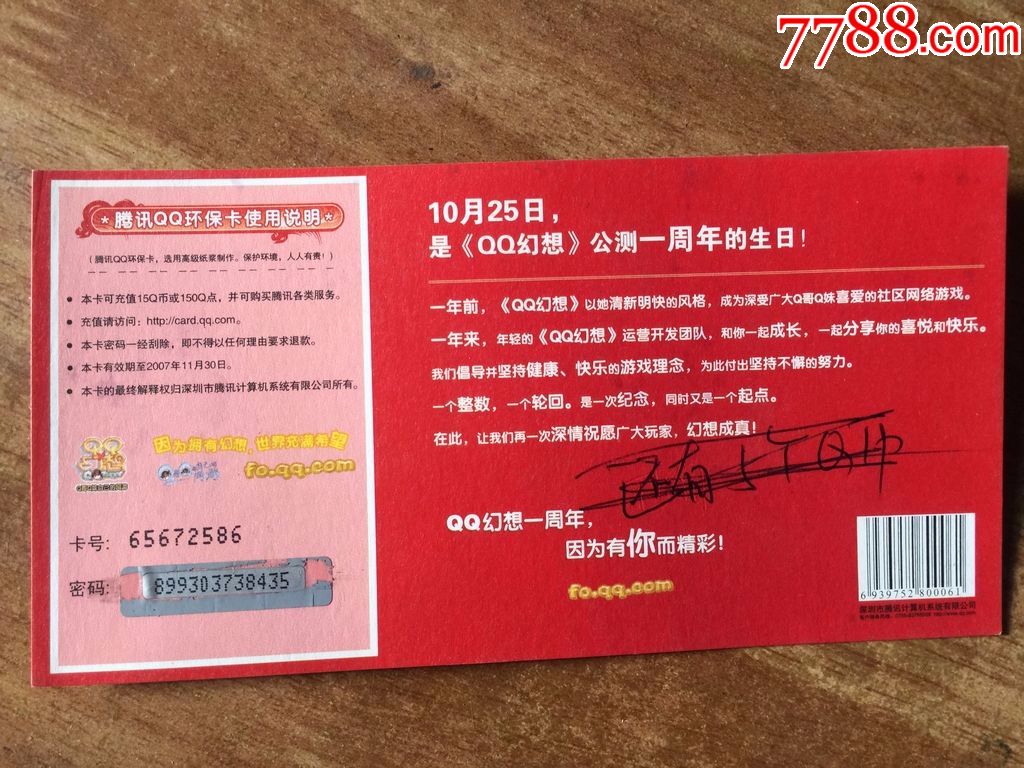 7788.com
*腾讯QQ环保卡使用说明*
(腾讯QQ环保卡，选用高级纸浆制作。保护环境，人人有责！)
● 本卡可充值15Q币或150Q点，并可购买腾讯各类服务。
● 充值请访问：http://card.qq.com。
● 本卡密码一经刮除，即不得以任何理由要求退款。
● 本卡有效期至2007年11月30日。
● 本卡的最终解释权归深圳市腾讯计算机系统有限公司所有。
因为拥有幻想，世界充满希望
fo.qq.com
卡号：65672586
密码：899303738435
10月25日，
是《QQ幻想》公测一周年的生日！
一年前，《QQ幻想》以她清新明快的风格，成为深受广大Q哥Q妹喜爱的社区网络游戏。
一年来，年轻的《QQ幻想》运营开发团队，和你一起成长，一起分享你的喜悦和快乐。
我们倡导并坚持健康、快乐的游戏理念，为此付出坚持不懈的努力。
一个整数，一个轮回。是一次纪念，同时又是一个起点。
在此，让我们再一次深情祝愿广大玩家，幻想成真！
还有5个QB
QQ幻想一周年，
因为有你而精彩！
fo.qq.com
6939752800061
深圳市腾讯计算机系统有限公司